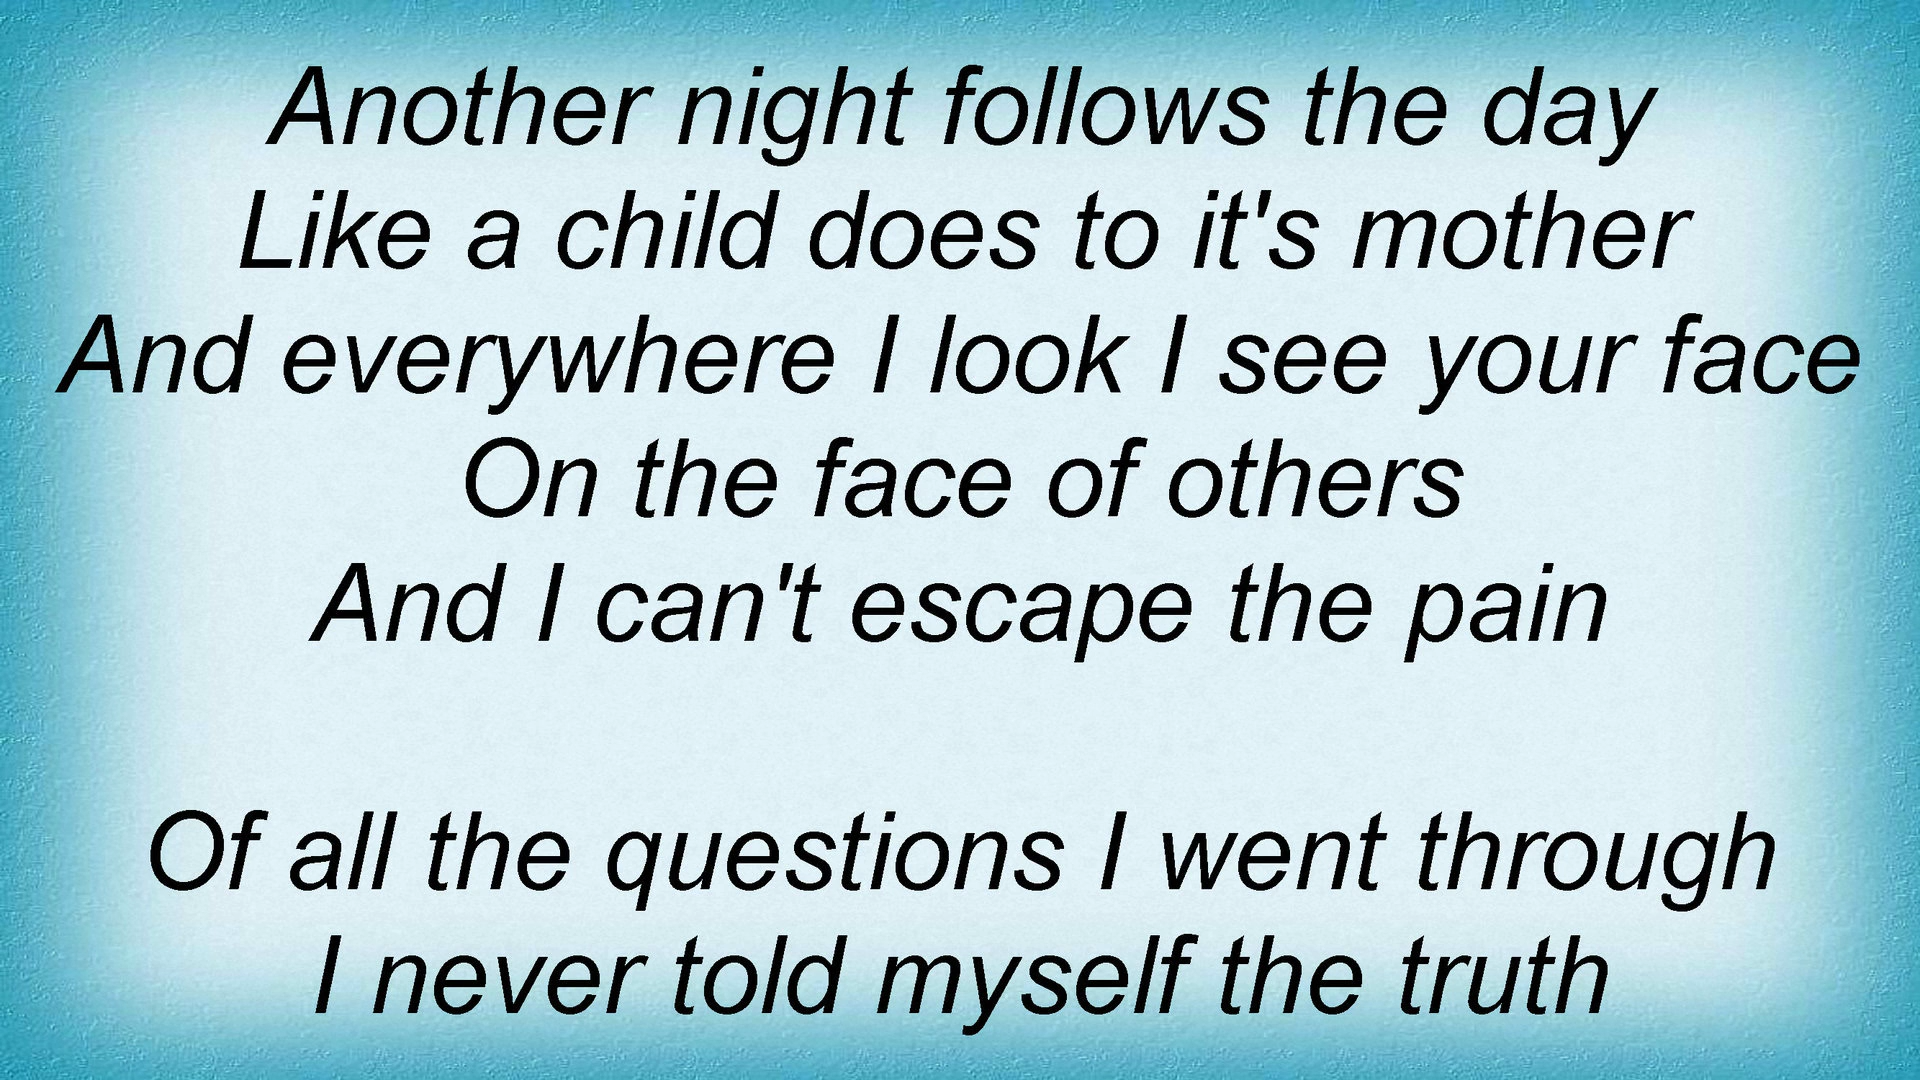 Another night follows the day
Like a child does to it's mother
And everywhere I look I see your face
On the face of others
And I can't escape the pain
Of all the questions I went through
I never told myself the truth